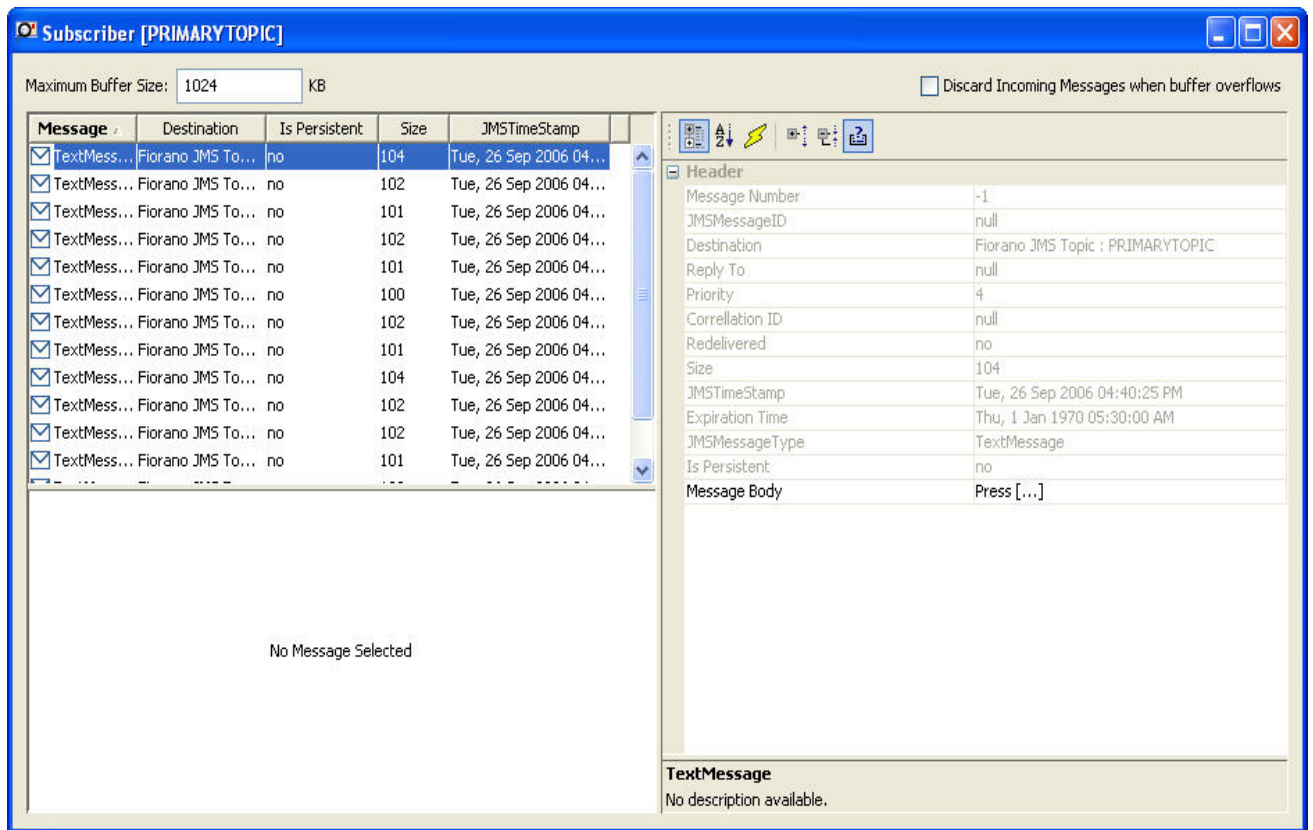 Subscriber [PRIMARYTOPIC]
Maximum Buffer Size: 1024 KB
Discard Incoming Messages when buffer overflows
Message Destination Is Persistent Size JMSTimeStamp
TextMess... Fiorano JMS To... no 104 Tue, 26 Sep 2006 04...
TextMess... Fiorano JMS To... no 102 Tue, 26 Sep 2006 04...
TextMess... Fiorano JMS To... no 101 Tue, 26 Sep 2006 04...
TextMess... Fiorano JMS To... no 102 Tue, 26 Sep 2006 04...
TextMess... Fiorano JMS To... no 101 Tue, 26 Sep 2006 04...
TextMess... Fiorano JMS To... no 100 Tue, 26 Sep 2006 04...
TextMess... Fiorano JMS To... no 102 Tue, 26 Sep 2006 04...
TextMess... Fiorano JMS To... no 101 Tue, 26 Sep 2006 04...
TextMess... Fiorano JMS To... no 104 Tue, 26 Sep 2006 04...
TextMess... Fiorano JMS To... no 102 Tue, 26 Sep 2006 04...
TextMess... Fiorano JMS To... no 102 Tue, 26 Sep 2006 04...
TextMess... Fiorano JMS To... no 101 Tue, 26 Sep 2006 04...
No Message Selected
Header
Message Number -1
JMSMessageID null
Destination Fiorano JMS Topic : PRIMARYTOPIC
Reply To null
Priority 4
Correllation ID null
Redelivered no
Size 104
JMSTimeStamp Tue, 26 Sep 2006 04:40:25 PM
Expiration Time Thu, 1 Jan 1970 05:30:00 AM
JMSMessageType TextMessage
Is Persistent no
Message Body Press [...]
TextMessage
No description available.